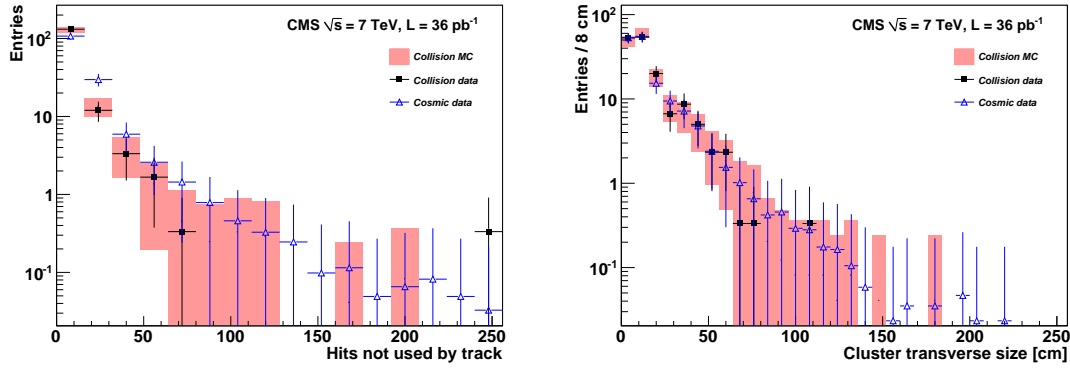 CMS √s = 7 TeV, L = 36 pb⁻¹
Entries
Collision MC
Collision data
Cosmic data
10²
10
1
10⁻¹
0 50 100 150 200 250
Hits not used by track
CMS √s = 7 TeV, L = 36 pb⁻¹
Entries / 8 cm
Collision MC
Collision data
Cosmic data
10²
10
1
10⁻¹
0 50 100 150 200 250
Cluster transverse size [cm]